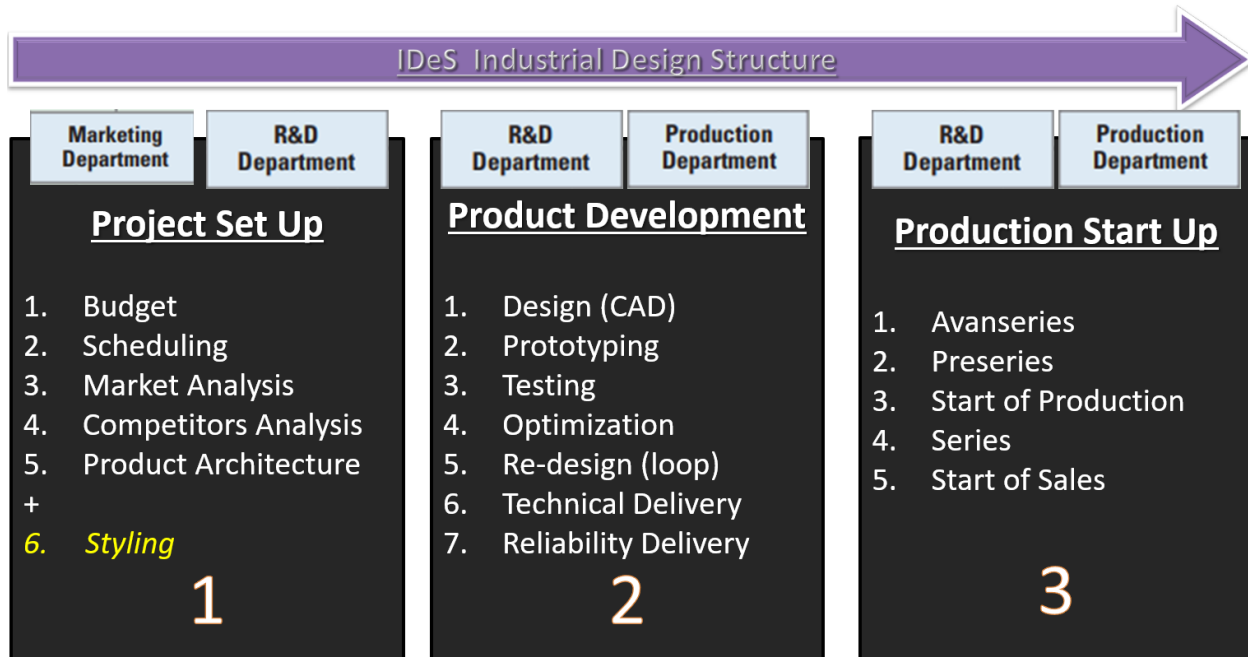 IDeS  Industrial Design Structure
Marketing
Department
R&D
Department
Project Set Up
1. Budget
2. Scheduling
3. Market Analysis
4. Competitors Analysis
5. Product Architecture
+
6. Styling
1
R&D
Department
Production
Department
Product Development
1. Design (CAD)
2. Prototyping
3. Testing
4. Optimization
5. Re-design (loop)
6. Technical Delivery
7. Reliability Delivery
2
R&D
Department
Production
Department
Production Start Up
1. Avanseries
2. Preseries
3. Start of Production
4. Series
5. Start of Sales
3